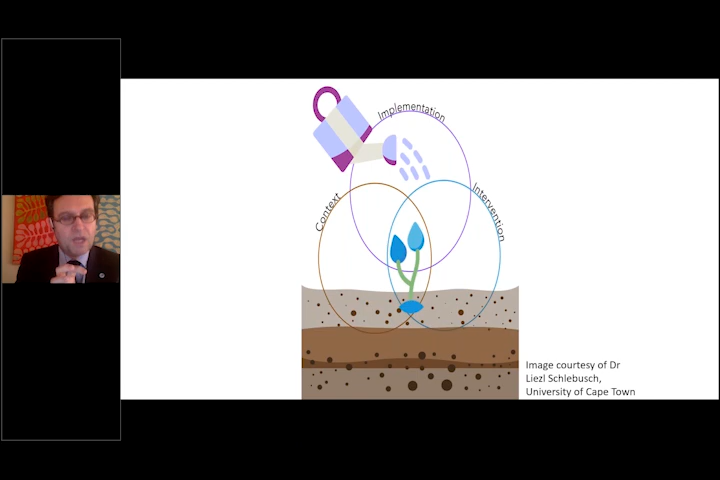 Implementation
Context
Intervention
Image courtesy of Dr
Liezl Schlebusch,
University of Cape Town